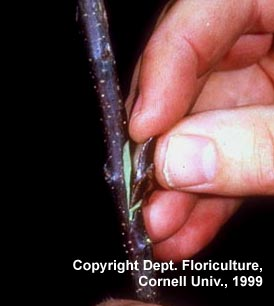 Copyright Dept. Floriculture,
Cornell Univ., 1999